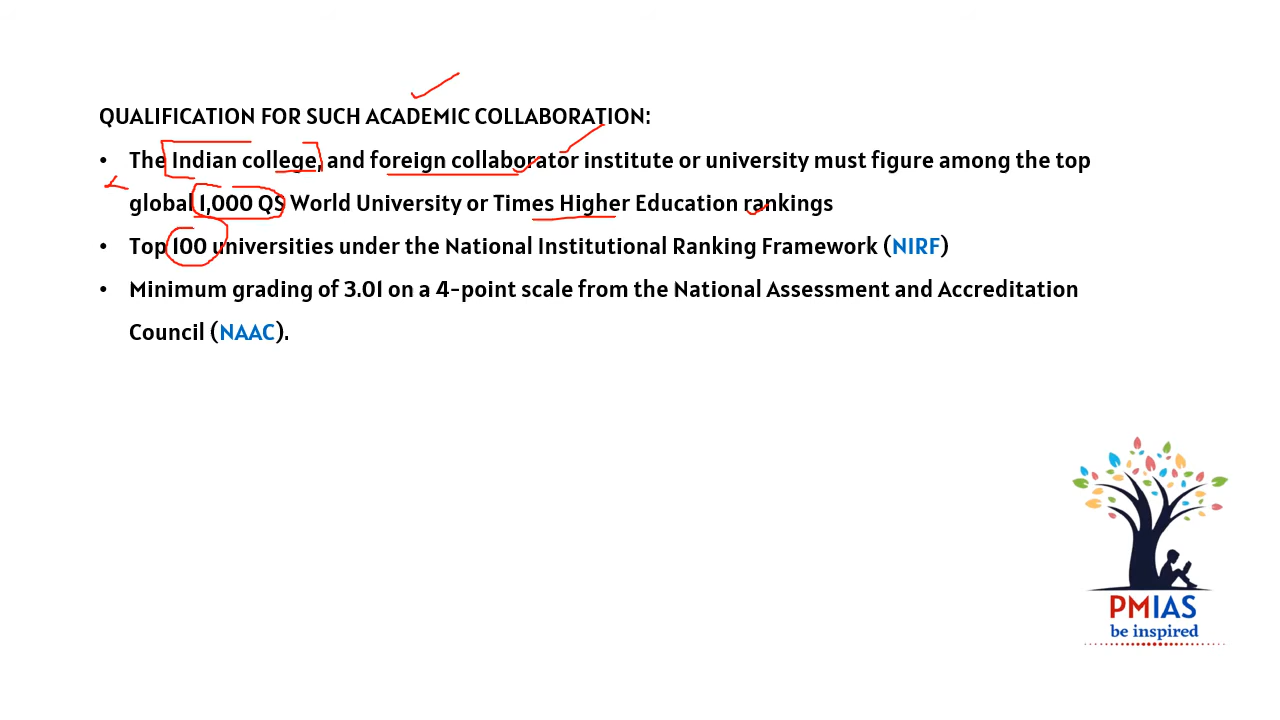 QUALIFICATION FOR SUCH ACADEMIC COLLABORATION:
• The Indian college, and foreign collaborator institute or university must figure among the top
global 1,000 QS World University or Times Higher Education rankings
• Top 100 universities under the National Institutional Ranking Framework (NIRF)
• Minimum grading of 3.01 on a 4-point scale from the National Assessment and Accreditation
Council (NAAC).
PMIAS
be inspired